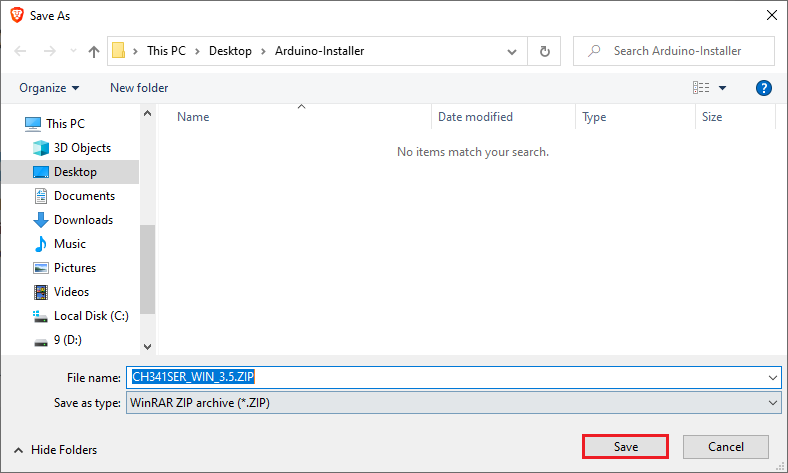 Save As
This PC > Desktop > Arduino-Installer
Search Arduino-Installer
Organize New folder
Name Date modified Type Size
No items match your search.
This PC
3D Objects
Desktop
Documents
Downloads
Music
Pictures
Videos
Local Disk (C:)
9 (D:)
File name: CH341SER_WIN_3.5.ZIP
Save as type: WinRAR ZIP archive (*.ZIP)
Hide Folders
Save Cancel